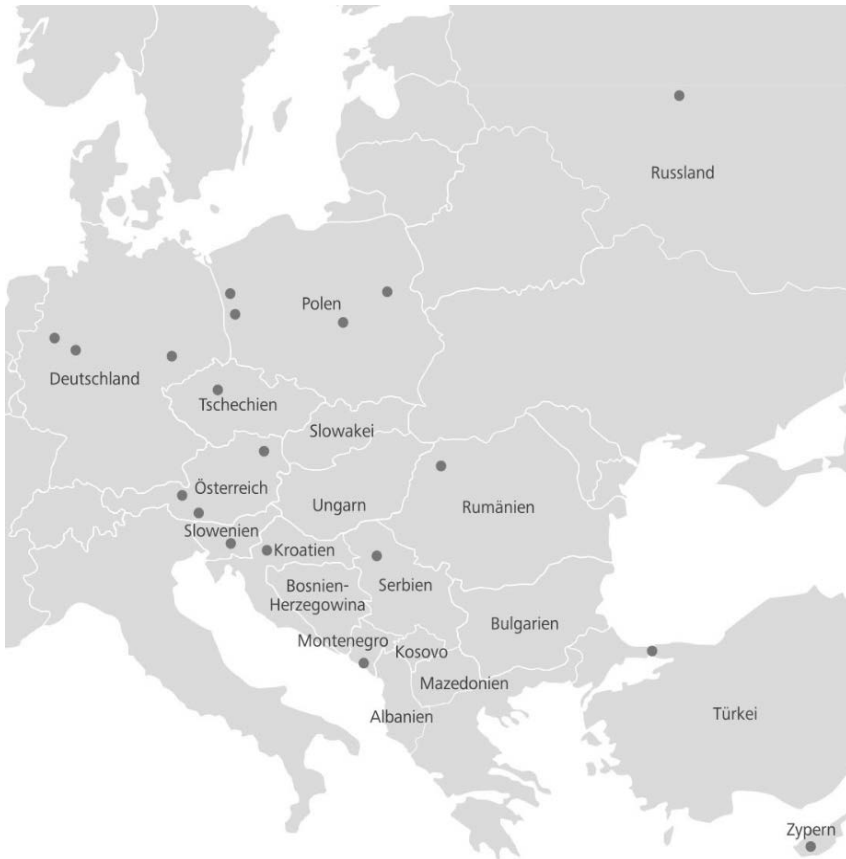 Russland
Polen
Deutschland
Tschechien
Slowakei
Österreich
Ungarn
Rumänien
Slowenien
Kroatien
Bosnien-
Herzegowina
Serbien
Bulgarien
Montenegro
Kosovo
Mazedonien
Albanien
Türkei
Zypern